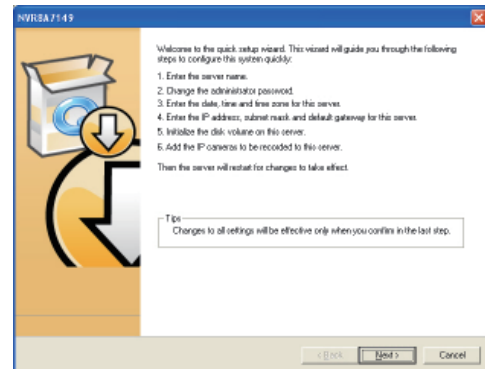 NVR8A7149
Welcome to the quick setup wizard. This wizard will guide you through the following
steps to configure this system quickly:
1. Enter the server name.
2. Change the administrator password.
3. Enter the date, time and time zone for this server.
4. Enter the IP address, subnet mask and default gateway for this server.
5. Initialize the disk volume on this server.
6. Add the IP cameras to be recorded to this server.
Then the server will restart for changes to take effect.
Tips
Changes to all settings will be effective only when you confirm in the last step.
< Back
Next >
Cancel